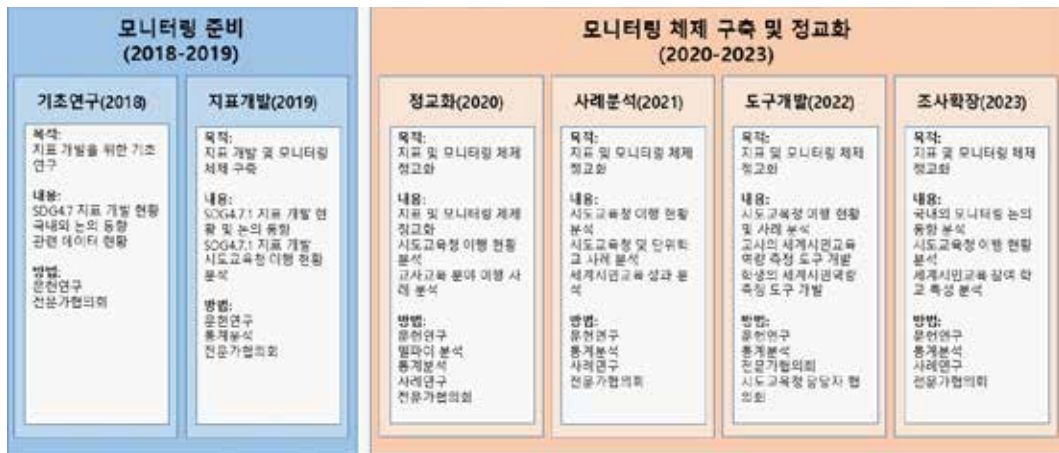 모니터링 준비
(2018-2019)
기초연구(2018)
목적:
지표 개발을 위한 기초
연구
내용:
SDG4.7 지표 개발 현황
국내외 논의 동향
관련 데이터 현황
방법:
문헌연구
전문가협의회
지표개발(2019)
목적:
지표 개발 및 모니터링
체제 구축
내용:
SDG4.7.1 지표 개발 현
황 및 논의 동향
SDG4.7.1 지표 개발
시도교육청 이행 현황
분석
방법:
문헌연구
통계분석
전문가협의회
모니터링 체제 구축 및 정교화
(2020-2023)
정교화(2020)
목적:
지표 및 모니터링 체제
정교화
내용:
지표 및 모니터링 체제
정교화
시도교육청 이행 현황
분석
교사교육 분야 이행 사
례 분석
방법:
문헌연구
델파이 분석
통계분석
사례연구
전문가협의회
사례분석(2021)
목적:
지표 및 모니터링 체제
정교화
내용:
시도교육청 이행 현황
분석
시도교육청 및 단위학
교 사례 분석
세계시민교육 성과 분
석
방법:
문헌연구
통계분석
사례연구
전문가협의회
도구개발(2022)
목적:
지표 및 모니터링 체제
정교화
내용:
시도교육청 이행 현황
및 사례 분석
교사의 세계시민교육
역량 측정 도구 개발
학생의 세계시민역량
측정 도구 개발
방법:
문헌연구
통계분석
전문가협의회
시도교육청 담당자 협
의회
조사확장(2023)
목적:
지표 및 모니터링 체제
정교화
내용:
국내외 모니터링 논의
동향 분석
시도교육청 이행 현황
분석
세계시민교육 참여 학
교 특성 분석
방법:
문헌연구
통계분석
사례연구
전문가협의회